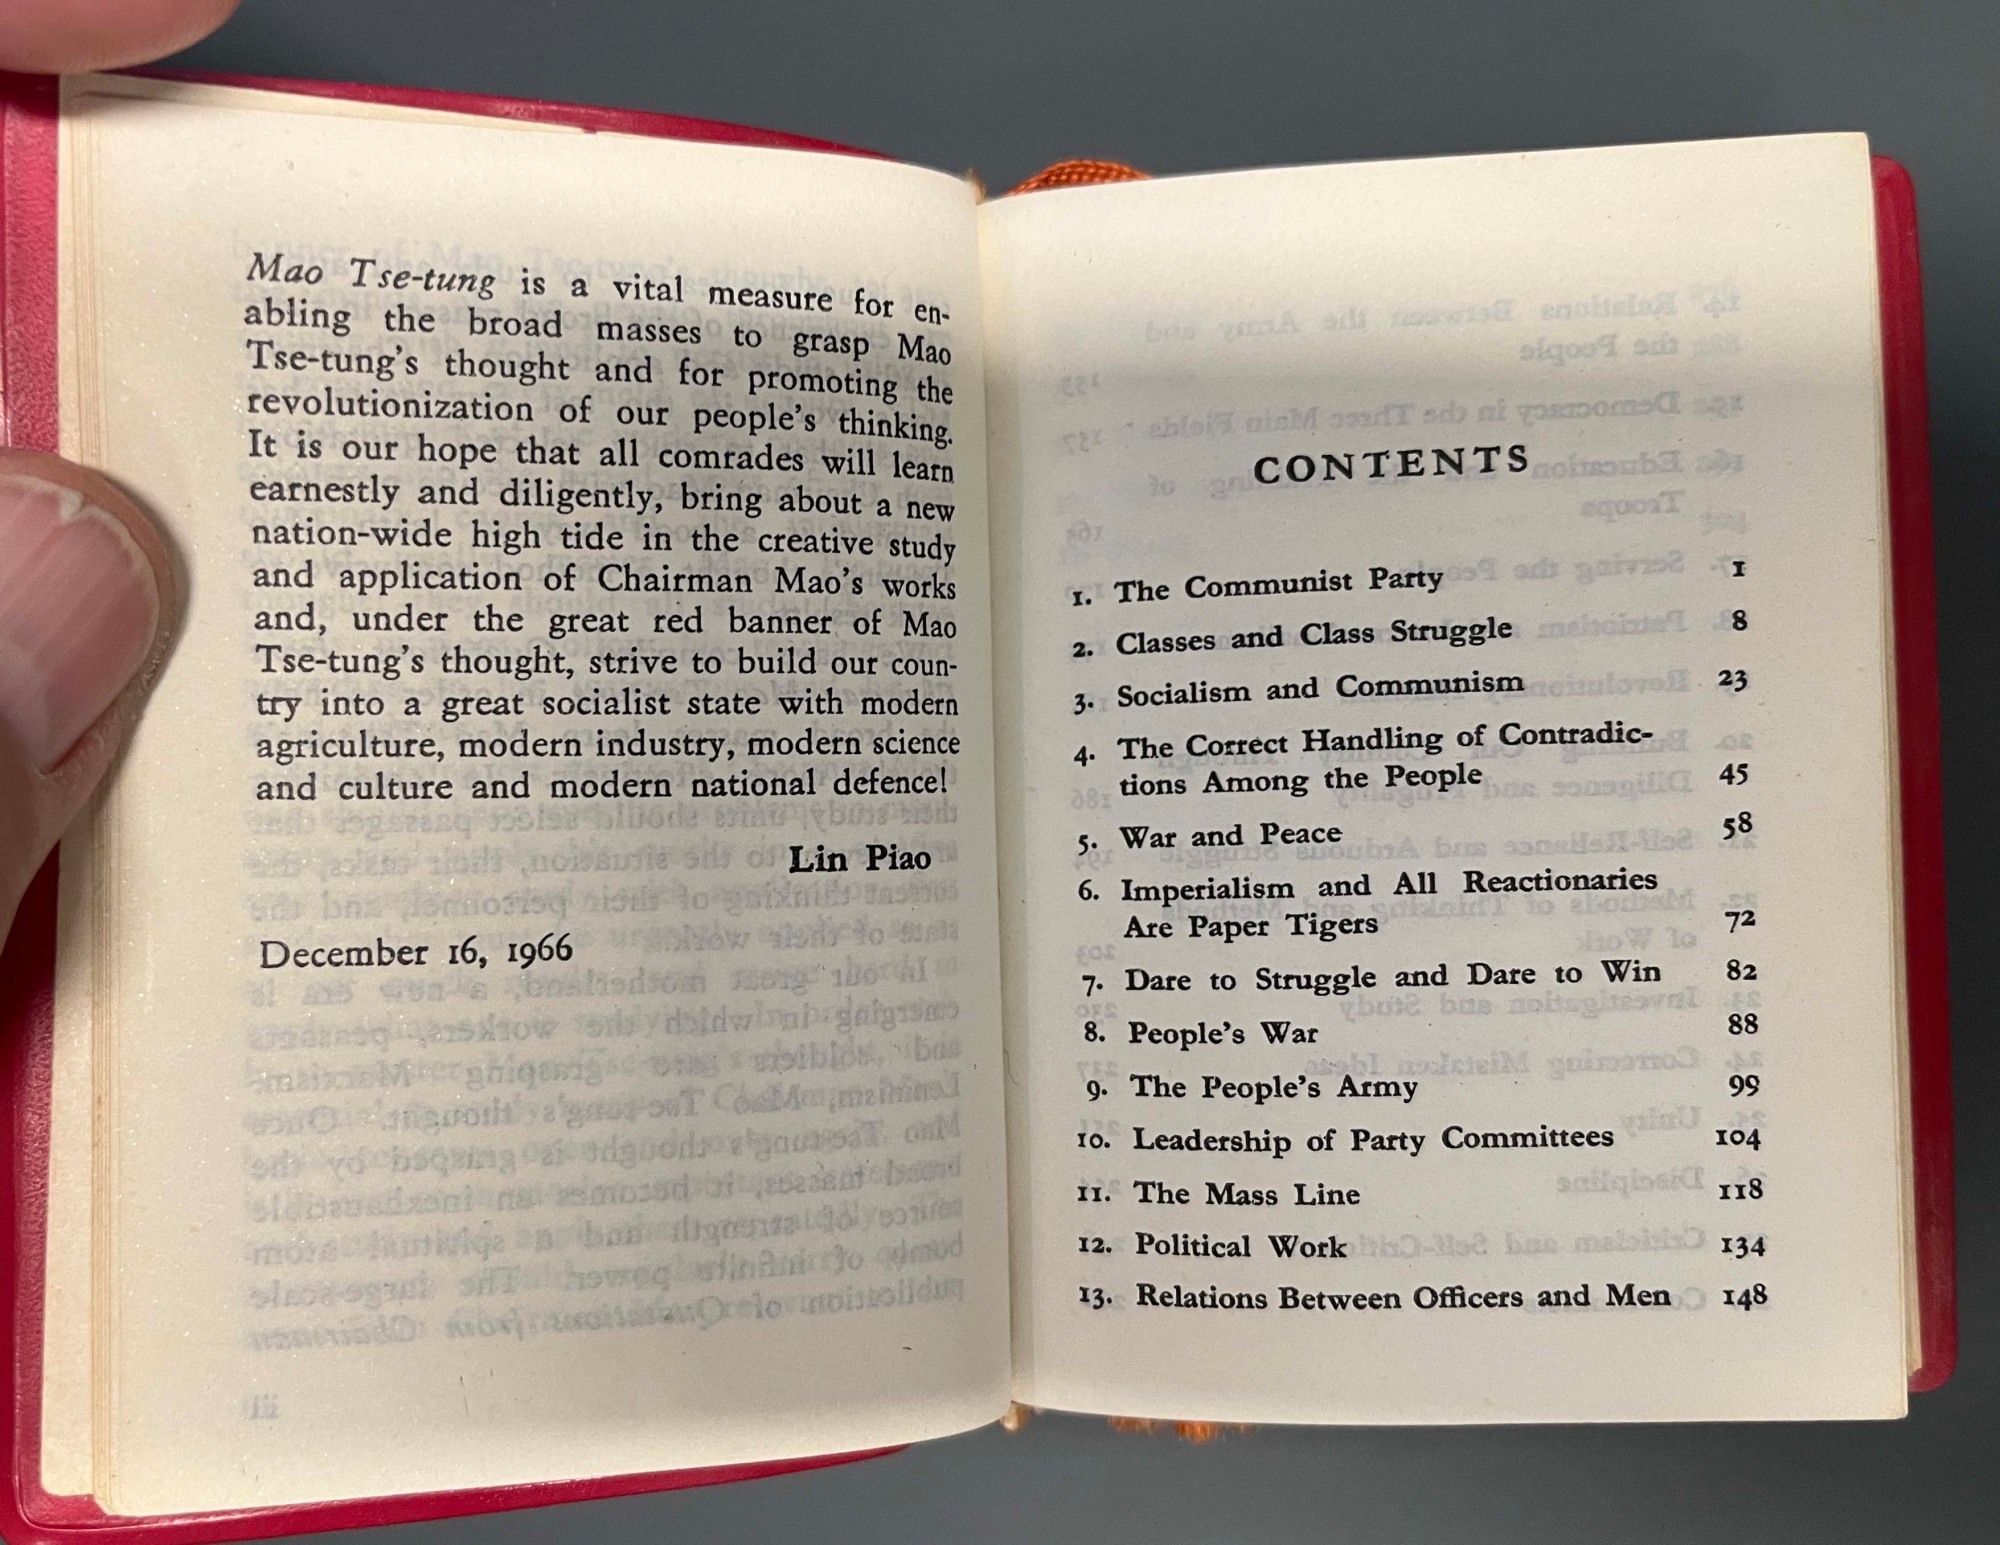 Mao Tse-tung is a vital measure for en-
abling the broad masses to grasp Mao
Tse-tung's thought and for promoting the
revolutionization of our people's thinking.
It is our hope that all comrades will learn
earnestly and diligently, bring about a new
nation-wide high tide in the creative study
and application of Chairman Mao's works
and, under the great red banner of Mao
Tse-tung's thought, strive to build our coun-
try into a great socialist state with modern
agriculture, modern industry, modern science
and culture and modern national defence!
Lin Piao
December 16, 1966
CONTENTS
1. The Communist Party 1
2. Classes and Class Struggle 8
3. Socialism and Communism 23
4. The Correct Handling of Contradic-
tions Among the People 45
5. War and Peace 58
6. Imperialism and All Reactionaries
Are Paper Tigers 72
7. Dare to Struggle and Dare to Win 82
8. People's War 88
9. The People's Army 99
10. Leadership of Party Committees 104
11. The Mass Line 118
12. Political Work 134
13. Relations Between Officers and Men 148